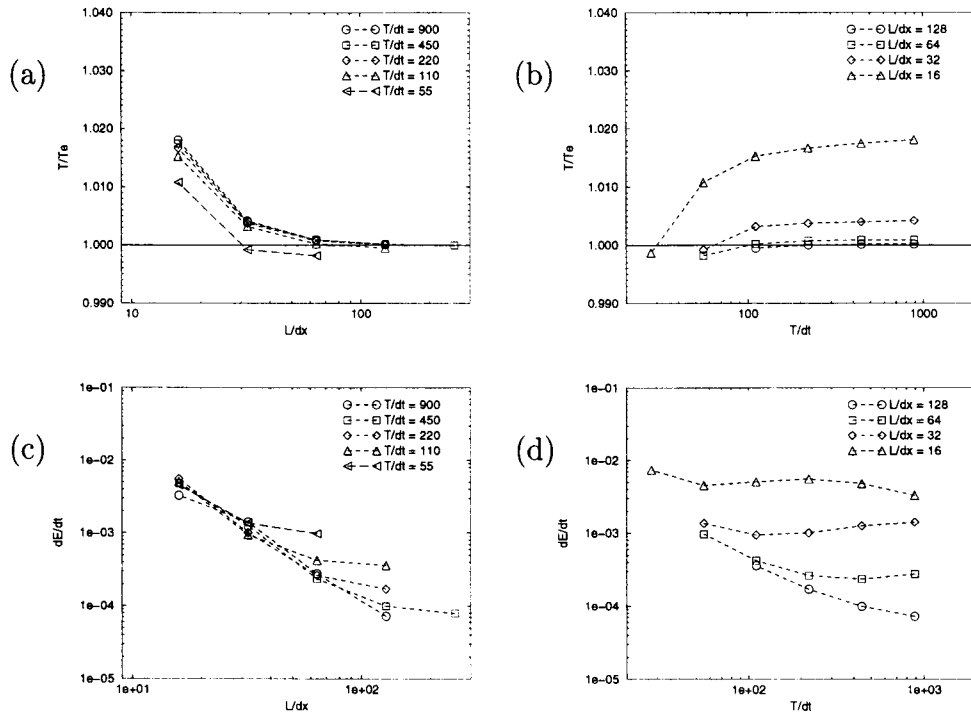 (a)
1.040
1.030
1.020
1.010
1.000
0.990
T/Te
10
100
L/dx
T/dt = 900
T/dt = 450
T/dt = 220
T/dt = 110
T/dt = 55
(b)
1.040
1.030
1.020
1.010
1.000
0.990
T/Te
100
1000
T/dt
L/dx = 128
L/dx = 64
L/dx = 32
L/dx = 16
(c)
1e−01
1e−02
1e−03
1e−04
1e−05
dE/dt
1e+01
1e+02
L/dx
T/dt = 900
T/dt = 450
T/dt = 220
T/dt = 110
T/dt = 55
(d)
1e−01
1e−02
1e−03
1e−04
1e−05
dE/dt
1e+02
1e+03
T/dt
L/dx = 128
L/dx = 64
L/dx = 32
L/dx = 16